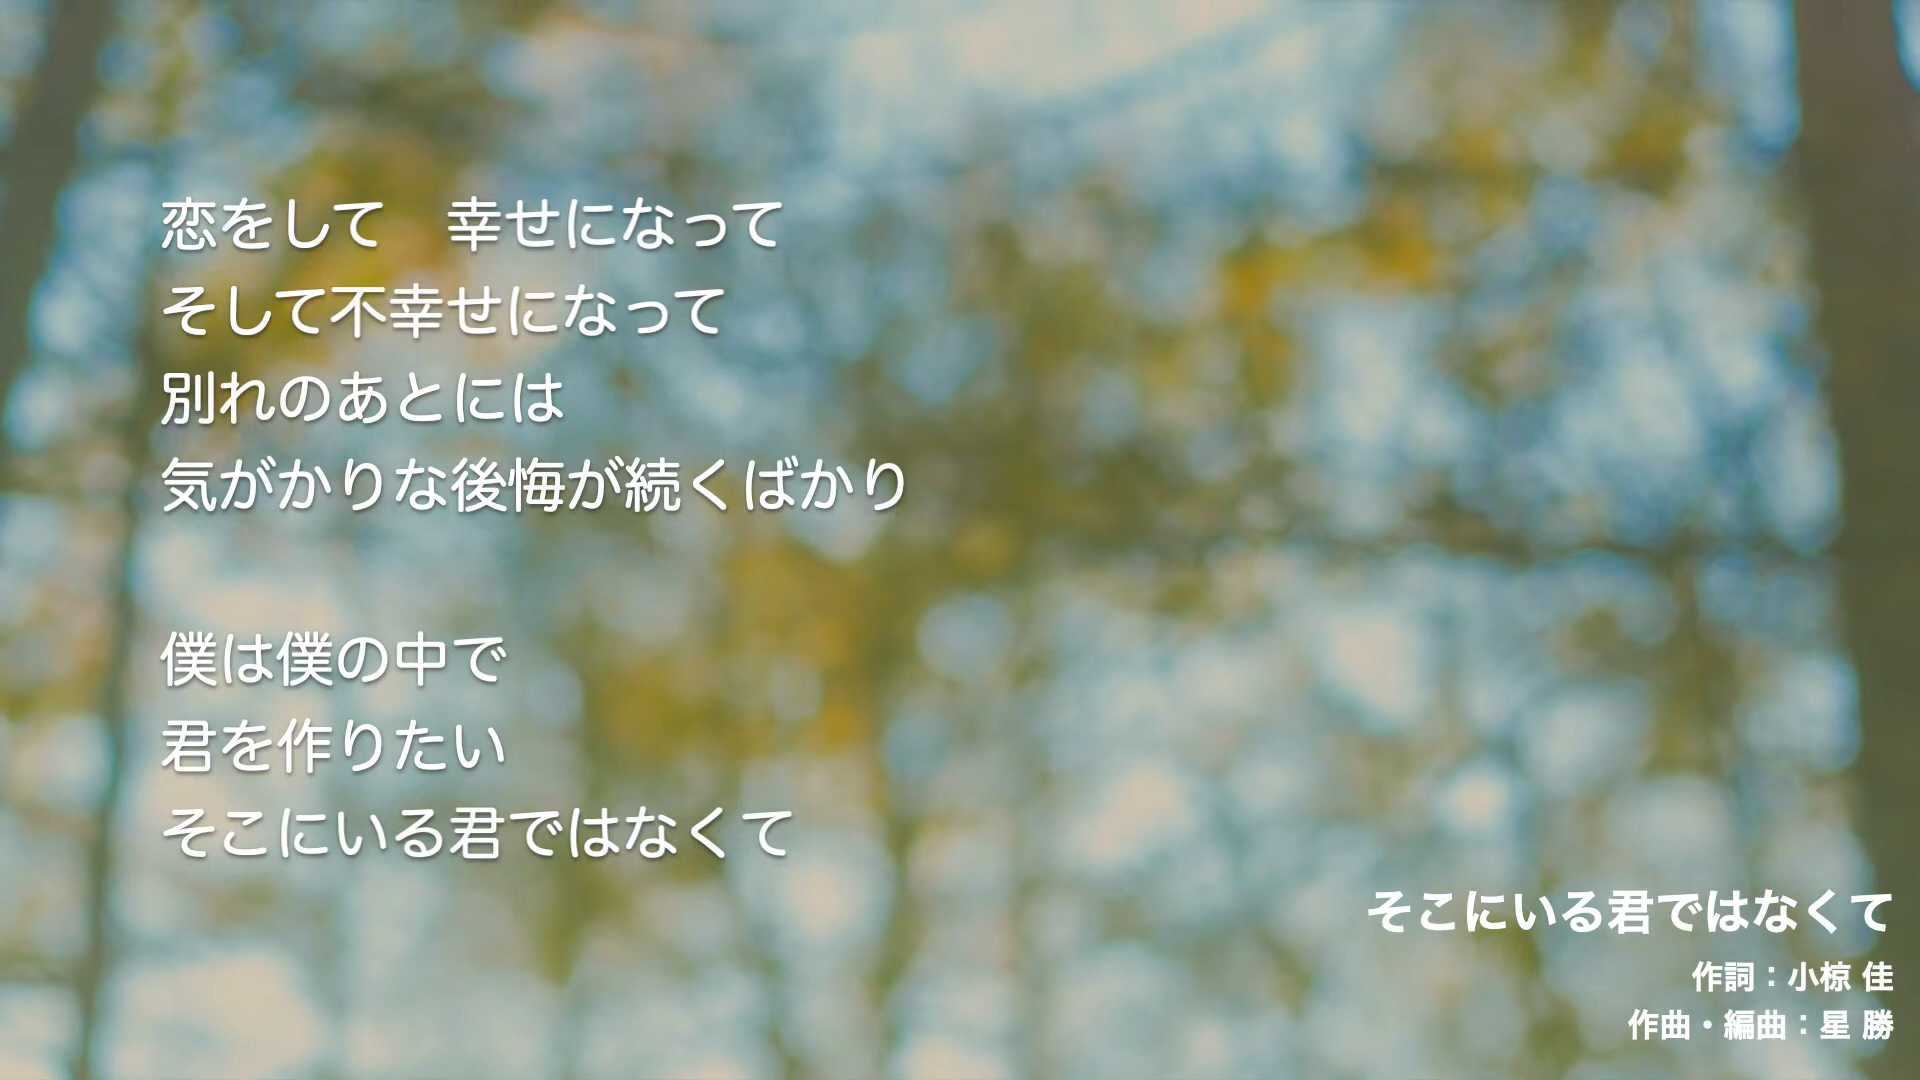 恋をして　幸せになって
そして不幸せになって
別れのあとには
気がかりな後悔が続くばかり
僕は僕の中で
君を作りたい
そこにいる君ではなくて
そこにいる君ではなくて
作詞：小椋 佳
作曲・編曲：星 勝